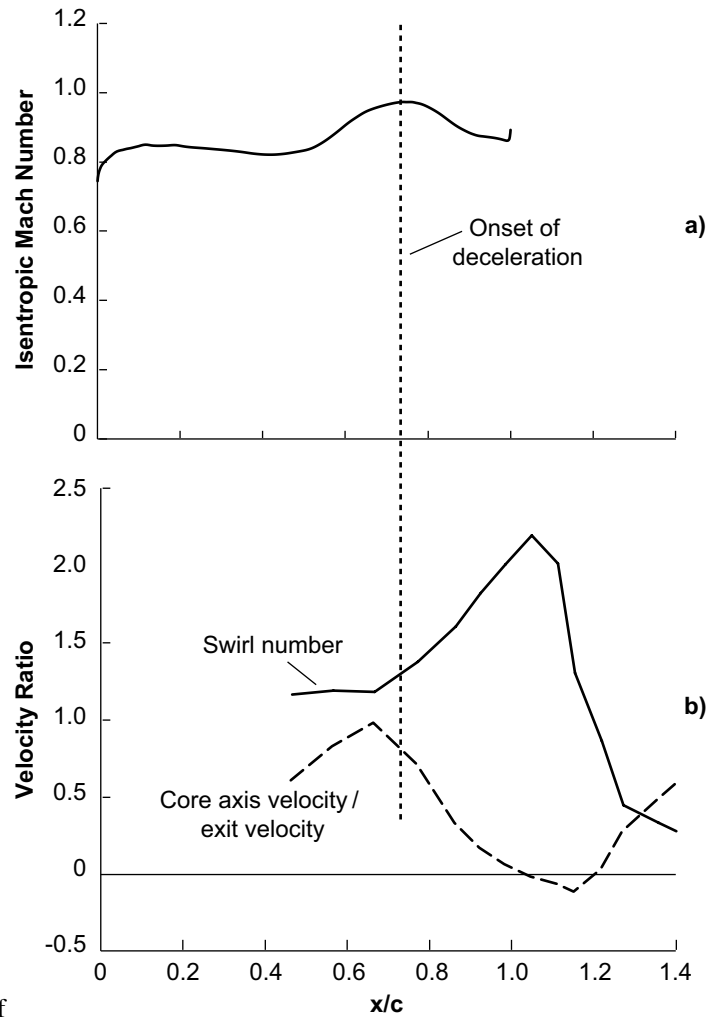 1.2
1.0
0.8
0.6
0.4
0.2
0
Isentropic Mach Number
Onset of
deceleration
a)
2.5
2.0
1.5
1.0
0.5
0
-0.5
Velocity Ratio
Swirl number
Core axis velocity /
exit velocity
b)
0 0.2 0.4 0.6 0.8 1.0 1.2 1.4
x/c
f